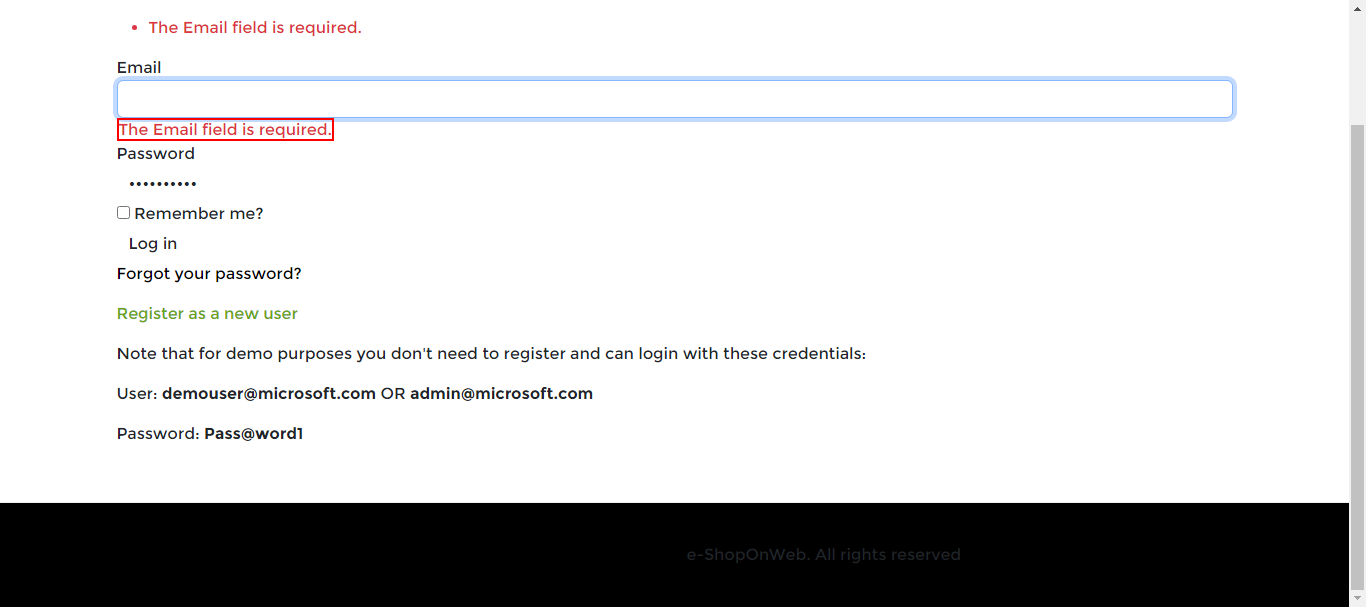 The Email field is required.
Email
The Email field is required.
Password
••••••••••
Remember me?
Log in
Forgot your password?
Register as a new user
Note that for demo purposes you don't need to register and can login with these credentials:
User: demouser@microsoft.com OR admin@microsoft.com
Password: Pass@word1
e-ShopOnWeb. All rights reserved